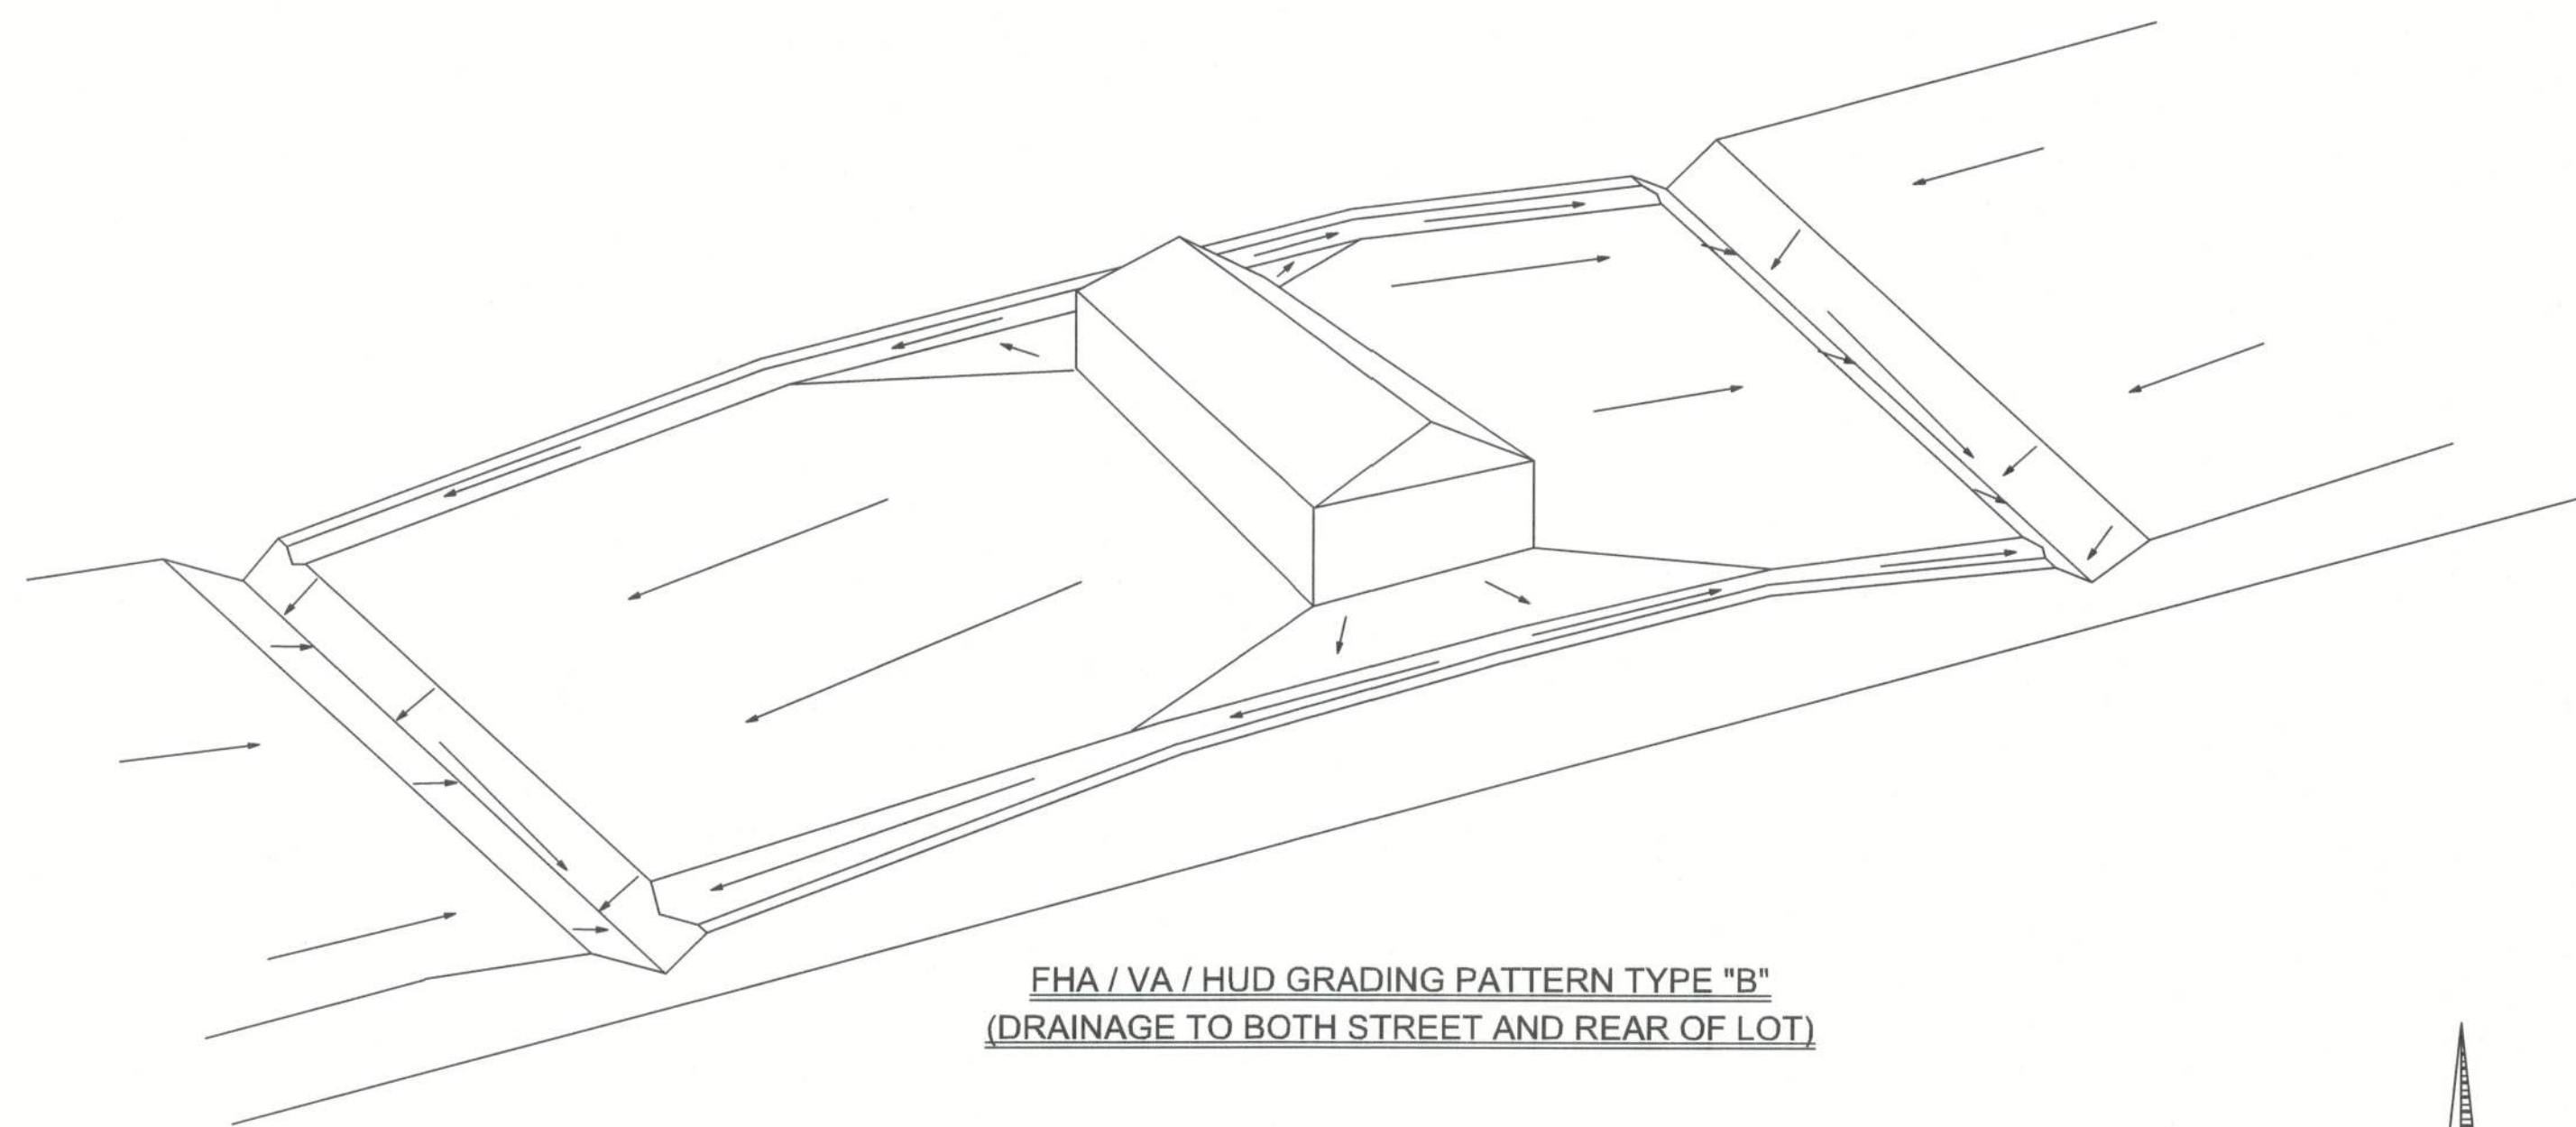 FHA / VA / HUD GRADING PATTERN TYPE "B"
(DRAINAGE TO BOTH STREET AND REAR OF LOT)